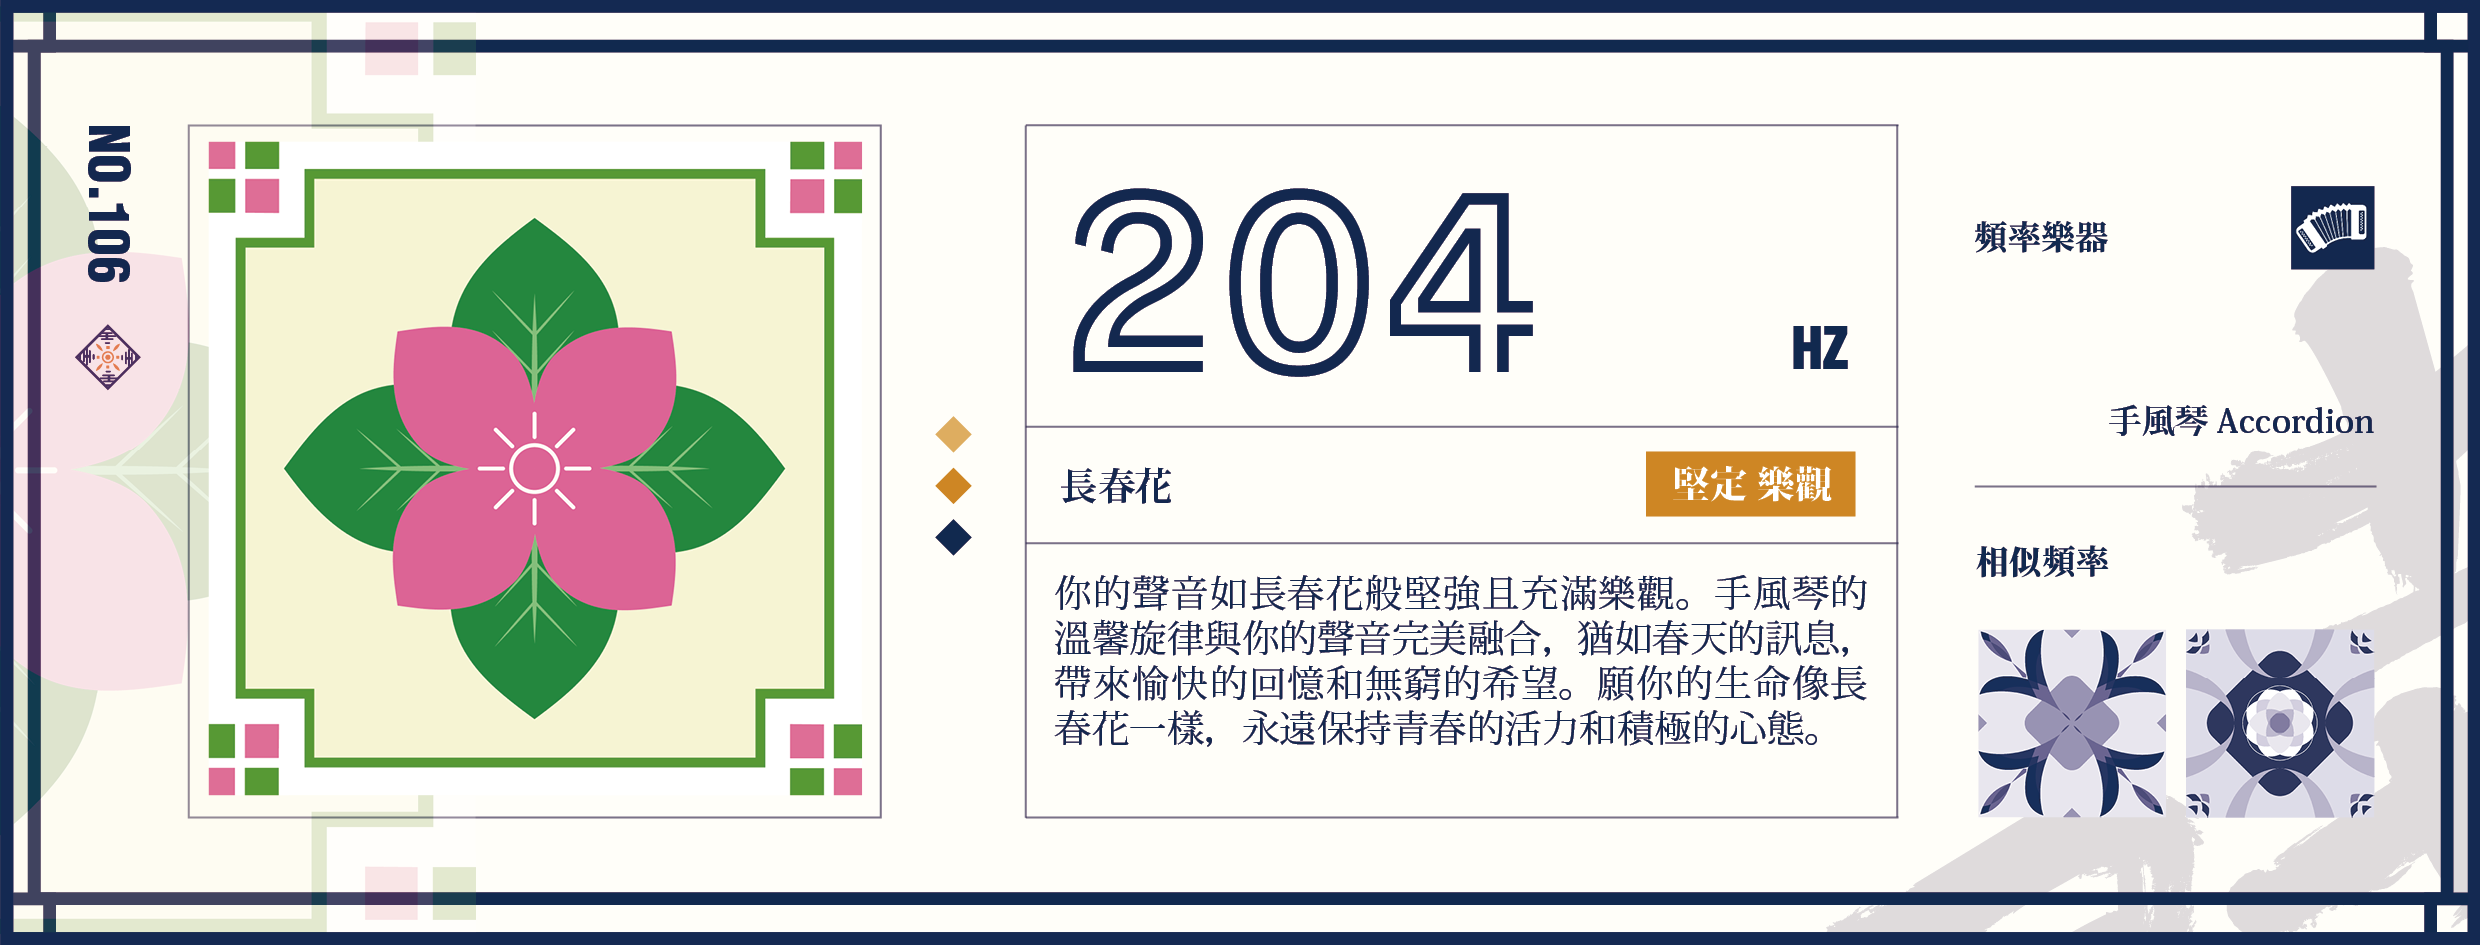 NO.106
204
HZ
長春花
堅定 樂觀
你的聲音如長春花般堅強且充滿樂觀。手風琴的
溫馨旋律與你的聲音完美融合，猶如春天的訊息，
帶來愉快的回憶和無窮的希望。願你的生命像長
春花一樣，永遠保持青春的活力和積極的心態。
頻率樂器
手風琴 Accordion
相似頻率